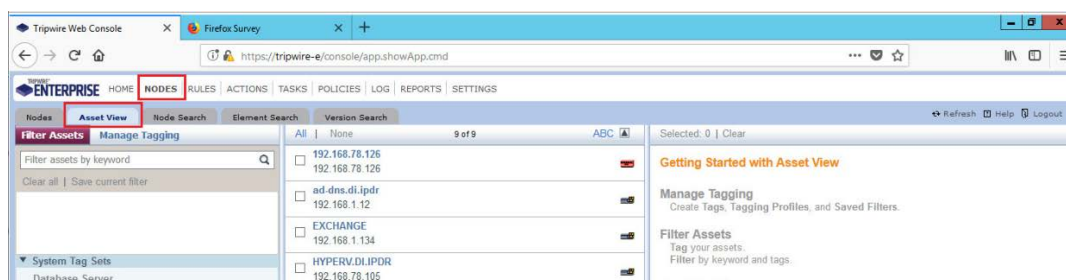 Tripwire Web Console
Firefox Survey
https://tripwire-e/console/app.showApp.cmd
TRIPWIRE ENTERPRISE HOME NODES RULES ACTIONS TASKS POLICIES LOG REPORTS SETTINGS
Nodes Asset View Node Search Element Search Version Search Refresh Help Logout
Filter Assets Manage Tagging
Filter assets by keyword
Clear all | Save current filter
System Tag Sets
Database Server
All | None 9 of 9 ABC
192.168.78.126
192.168.78.126
ad-dns.di.ipdr
192.168.1.12
EXCHANGE
192.168.1.134
HYPERV.DI.IPDR
192.168.78.105
Selected: 0 | Clear
Getting Started with Asset View
Manage Tagging
Create Tags, Tagging Profiles, and Saved Filters.
Filter Assets
Tag your assets.
Filter by keyword and tags.